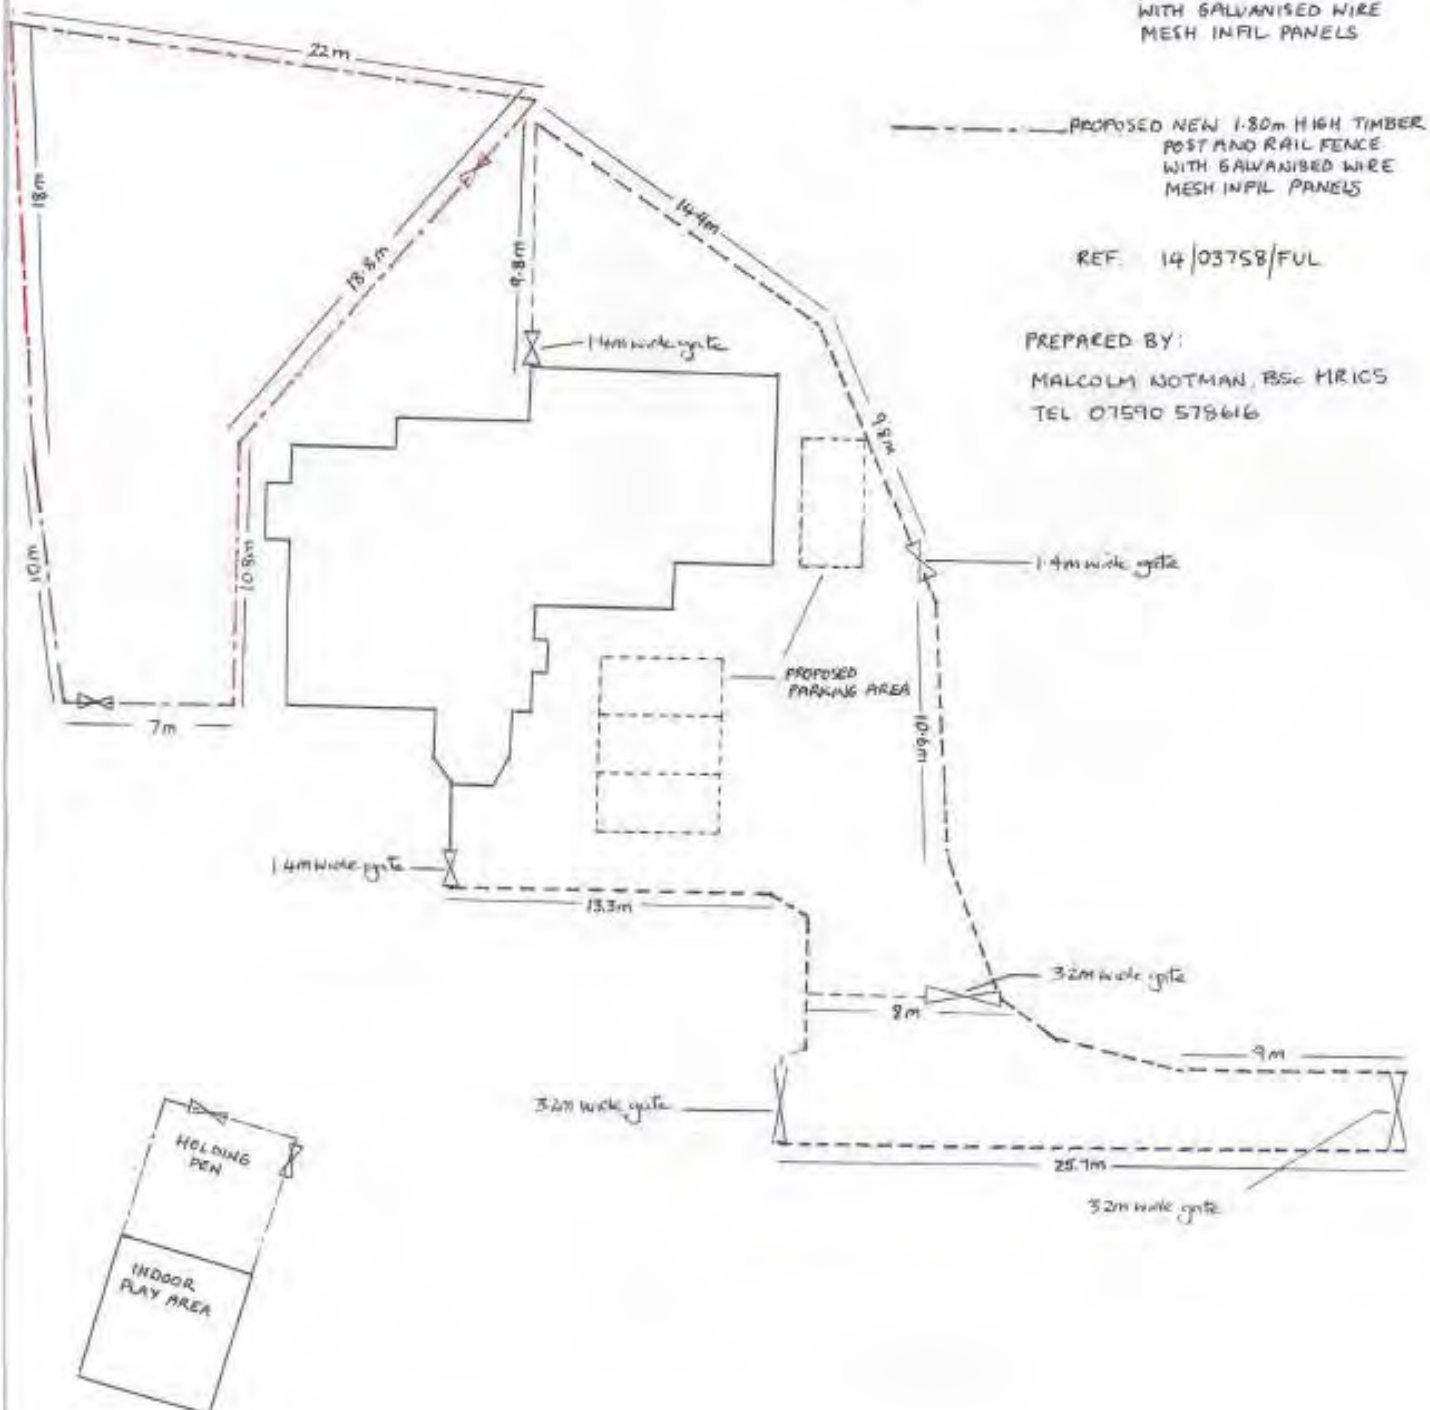 WITH GALVANISED WIRE
MESH INFIL PANELS
PROPOSED NEW 1.80m HIGH TIMBER
POST AND RAIL FENCE
WITH GALVANISED WIRE
MESH INFIL PANELS
REF: 14/03758/FUL
PREPARED BY:
MALCOLM NOTMAN, BSc MRICS
TEL 07590 578616
22m
18m
18.8m
9.8m
14.4m
1.4m wide gate
9.8m
10m
10.8m
1.4m wide gate
7m
PROPOSED
PARKING AREA
10.6m
1.4m wide gate
13.3m
3.2m wide gate
8m
9m
3.2m wide gate
25.7m
3.2m wide gate
HOLDING
PEN
INDOOR
PLAY AREA